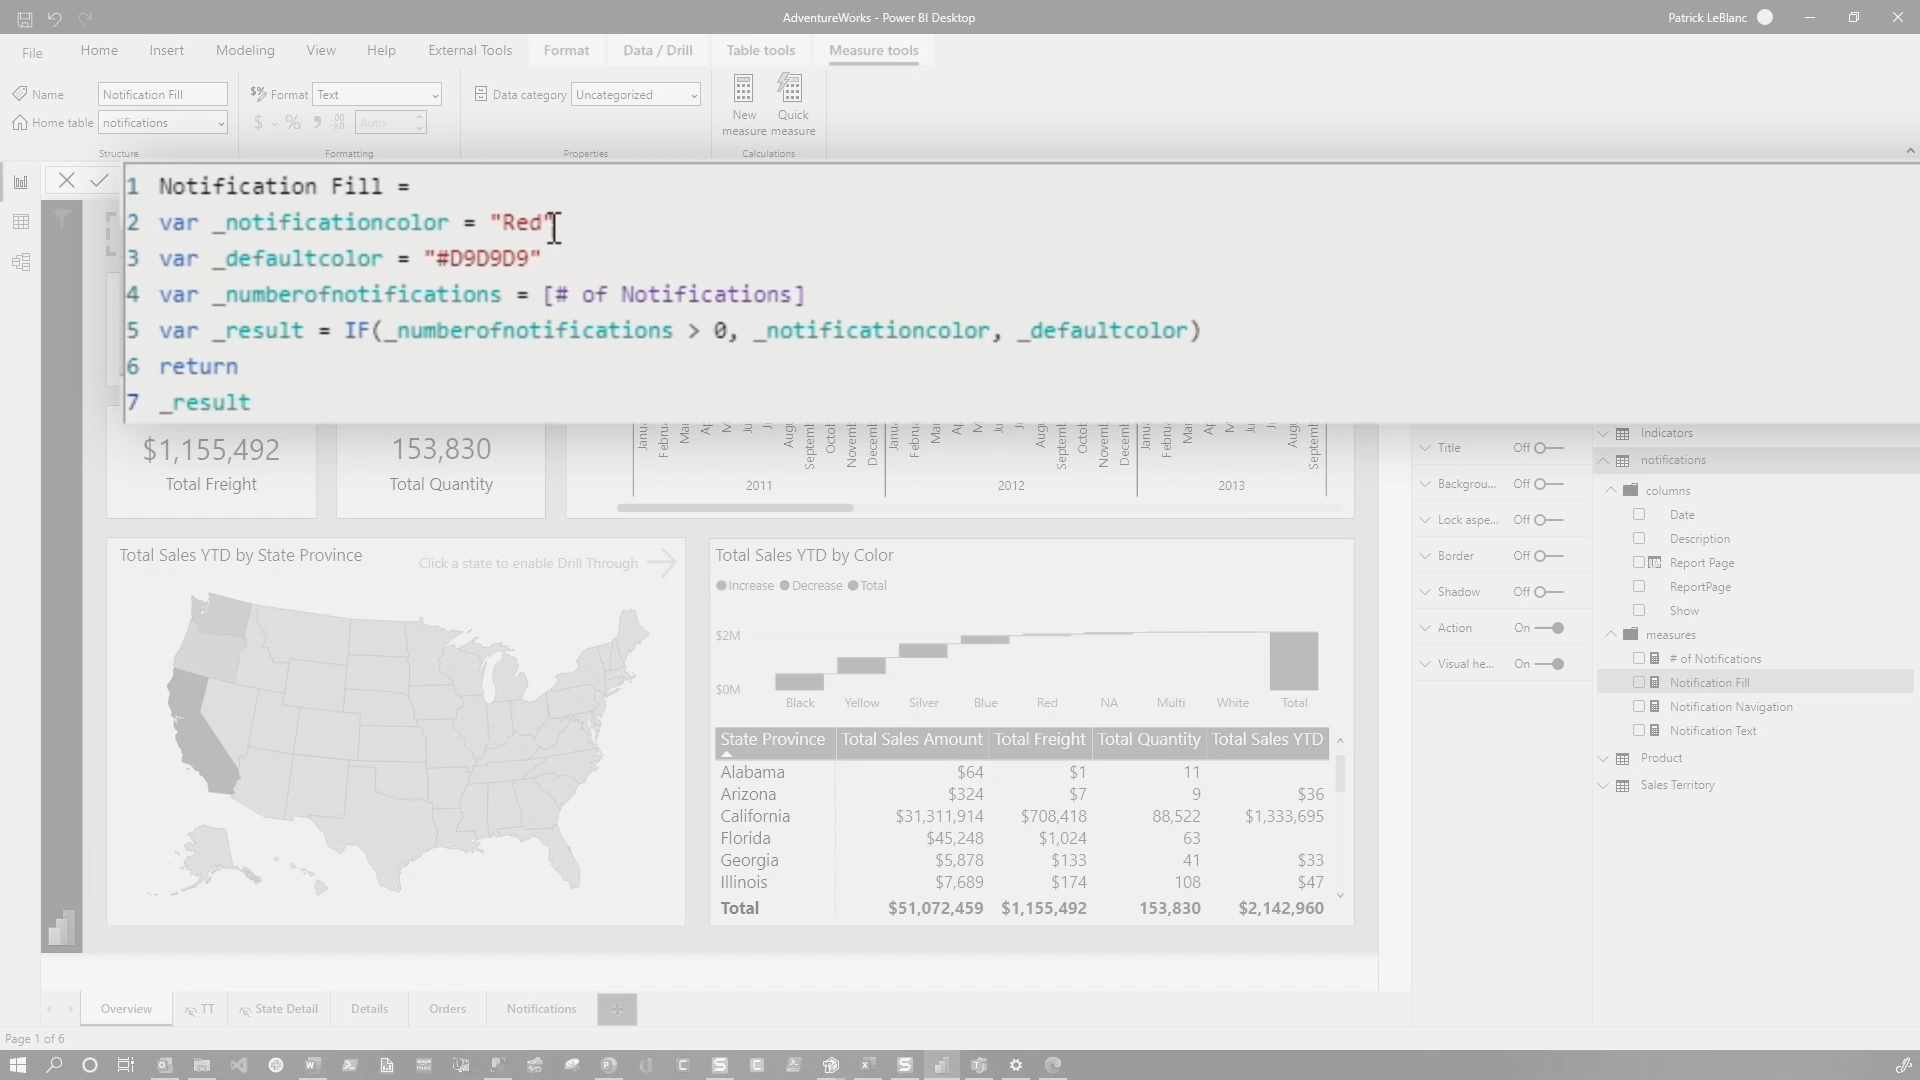 AdventureWorks - Power BI Desktop
Patrick LeBlanc
File
Home
Insert
Modeling
View
Help
External Tools
Format
Data / Drill
Table tools
Measure tools
Name
Notification Fill
Format
Text
Data category
Uncategorized
New measure
Quick measure
Home table
notifications
$
%
Auto
Structure
Formatting
Properties
Calculations
1 Notification Fill =
2 var _notificationcolor = "Red"
3 var _defaultcolor = "#D9D9D9"
4 var _numberofnotifications = [# of Notifications]
5 var _result = IF(_numberofnotifications > 0, _notificationcolor, _defaultcolor)
6 return
7 _result
$1,155,492
Total Freight
153,830
Total Quantity
2011
2012
2013
Total Sales YTD by State Province
Click a state to enable Drill Through
Total Sales YTD by Color
Increase
Decrease
Total
$2M
$0M
Black
Yellow
Silver
Blue
Red
NA
Multi
White
Total
State Province Total Sales Amount Total Freight Total Quantity Total Sales YTD
Alabama $64 $1 11
Arizona $324 $7 9 $36
California $31,311,914 $708,418 88,522 $1,333,695
Florida $45,248 $1,024 63
Georgia $5,878 $133 41 $33
Illinois $7,689 $174 108 $47
Total $51,072,459 $1,155,492 153,830 $2,142,960
Title Off
Backgrou... Off
Lock aspe... Off
Border Off
Shadow Off
Action On
Visual he... On
Indicators
notifications
columns
Date
Description
Report Page
ReportPage
Show
measures
# of Notifications
Notification Fill
Notification Navigation
Notification Text
Product
Sales Territory
Overview
TT
State Detail
Details
Orders
Notifications
+
Page 1 of 6